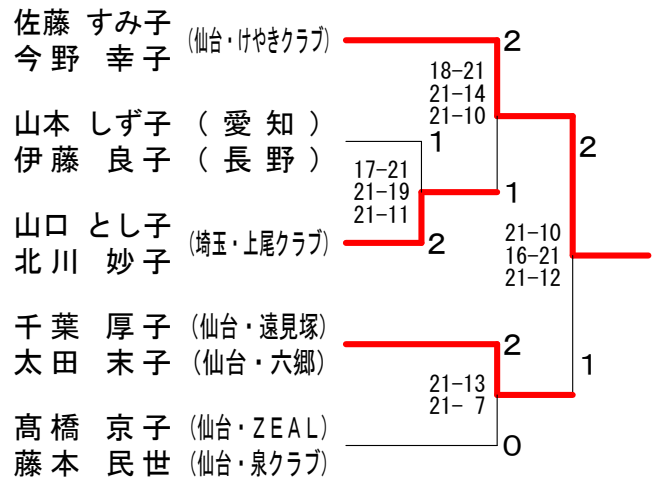 佐藤 すみ子 (仙台・けやきクラブ)
今野 幸子
2
18-21
21-14
21-10
山本 しず子 ( 愛 知 )
伊藤 良子 ( 長 野 )
1
2
17-21
21-19
21-11
1
山口 とし子 (埼玉・上尾クラブ)
北川 妙子
2
21-10
16-21
21-12
千葉 厚子 (仙台・遠見塚)
太田 末子 (仙台・六郷)
2
1
21-13
21- 7
髙橋 京子 (仙台・ZEAL)
藤本 民世 (仙台・泉クラブ)
0